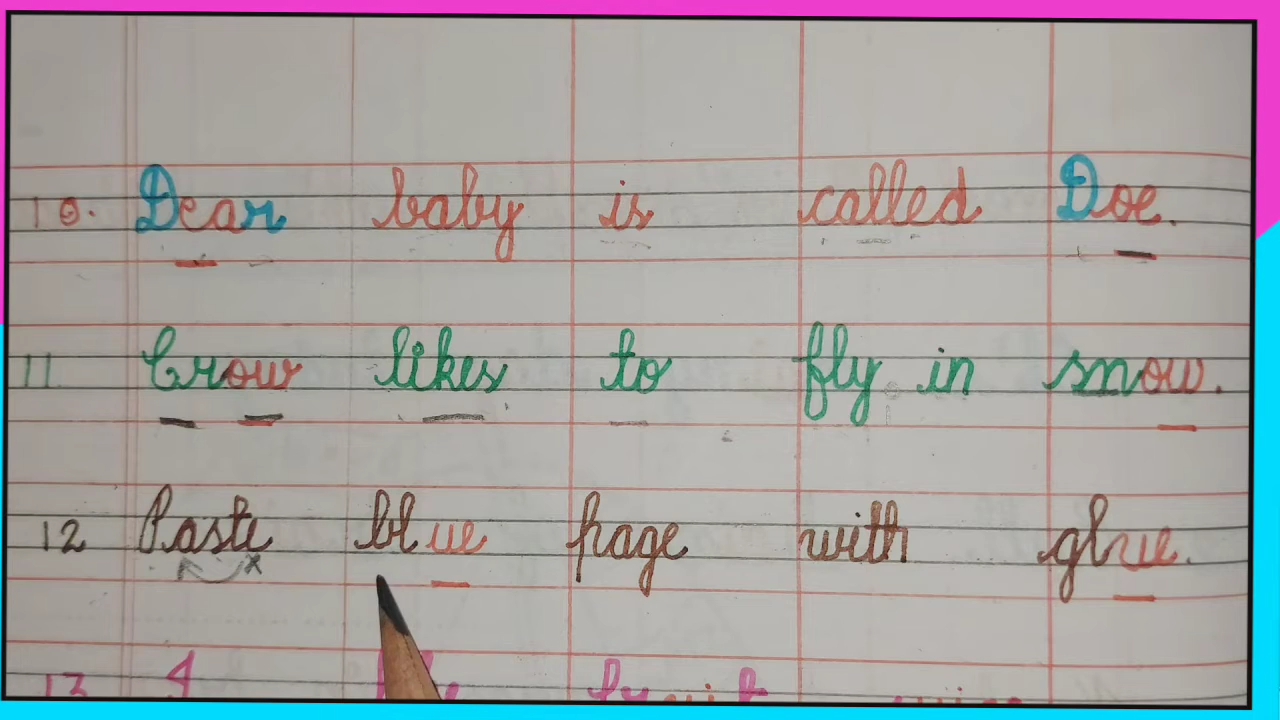 10. Dear baby is called Doe.
11 Crow likes to fly in snow.
12 Paste blue page with glue.
13 I